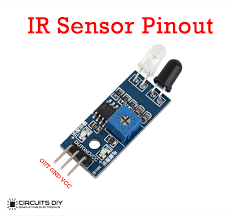 IR Sensor Pinout
OUT GND VCC
CIRCUITS DIY